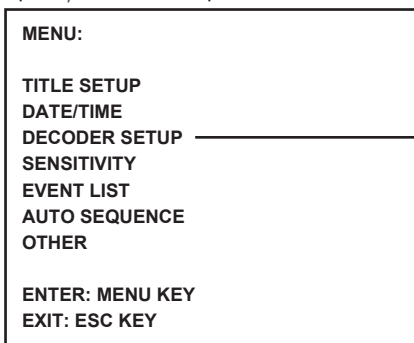 MENU:
TITLE SETUP
DATE/TIME
DECODER SETUP
SENSITIVITY
EVENT LIST
AUTO SEQUENCE
OTHER
ENTER: MENU KEY
EXIT: ESC KEY